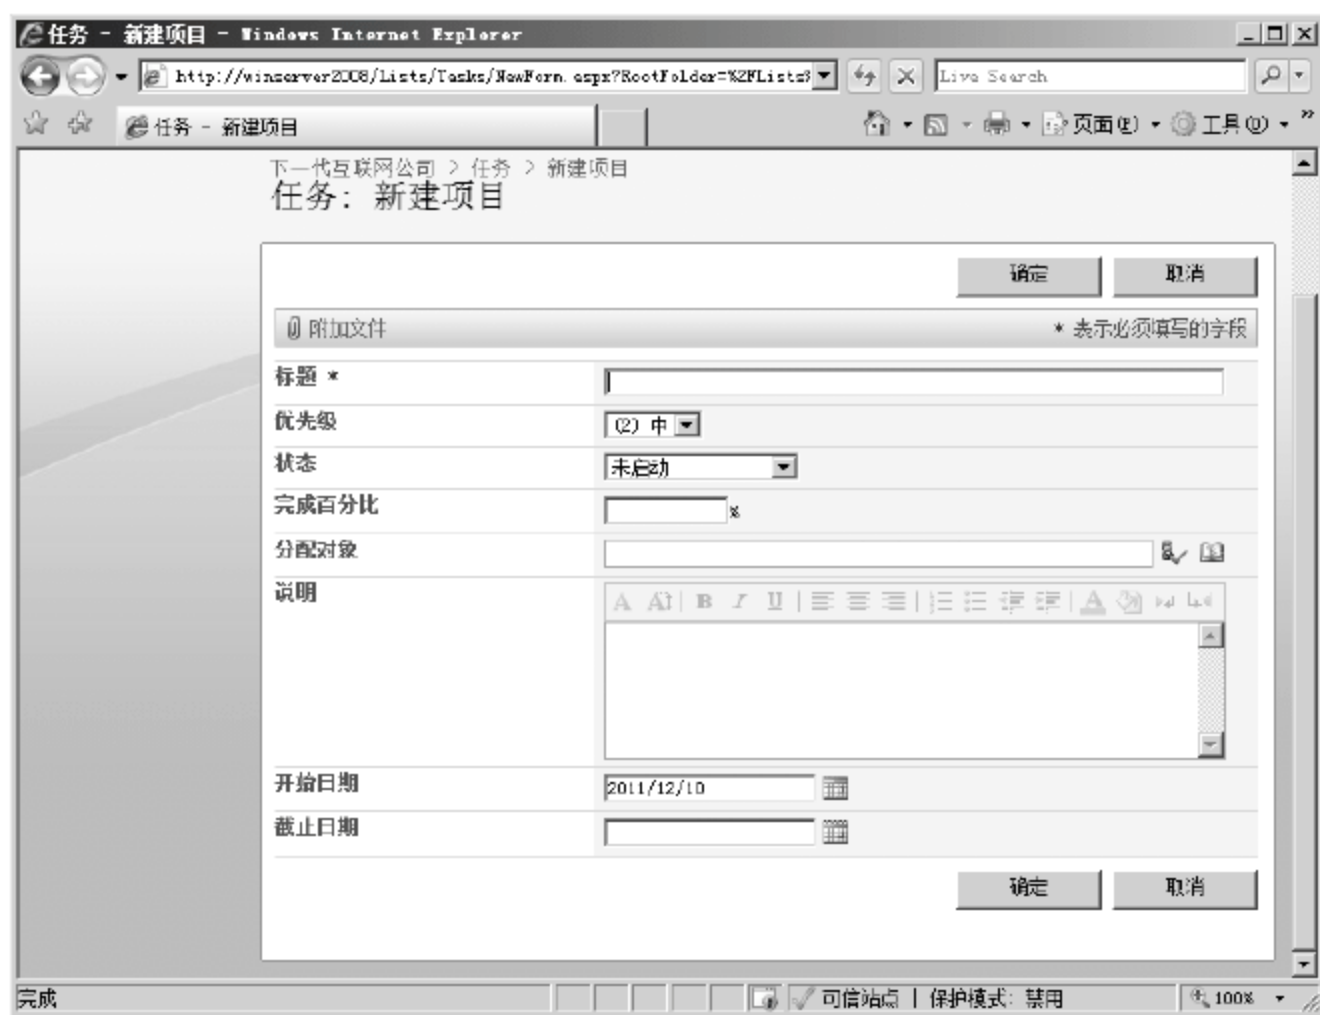 任务 - 新建项目 - Windows Internet Explorer
http://winserver2008/Lists/Tasks/NewForm.aspx?RootFolder=%2FLists%
Live Search
任务 - 新建项目
页面(P)
工具(O)
下一代互联网公司 > 任务 > 新建项目
任务: 新建项目
确定 取消
附加文件 * 表示必须填写的字段
标题 *
优先级 (2) 中
状态 未启动
完成百分比 %
分配对象
说明
A A B I U A
开始日期 2011/12/10
截止日期
确定 取消
完成 可信站点 | 保护模式: 禁用 100%